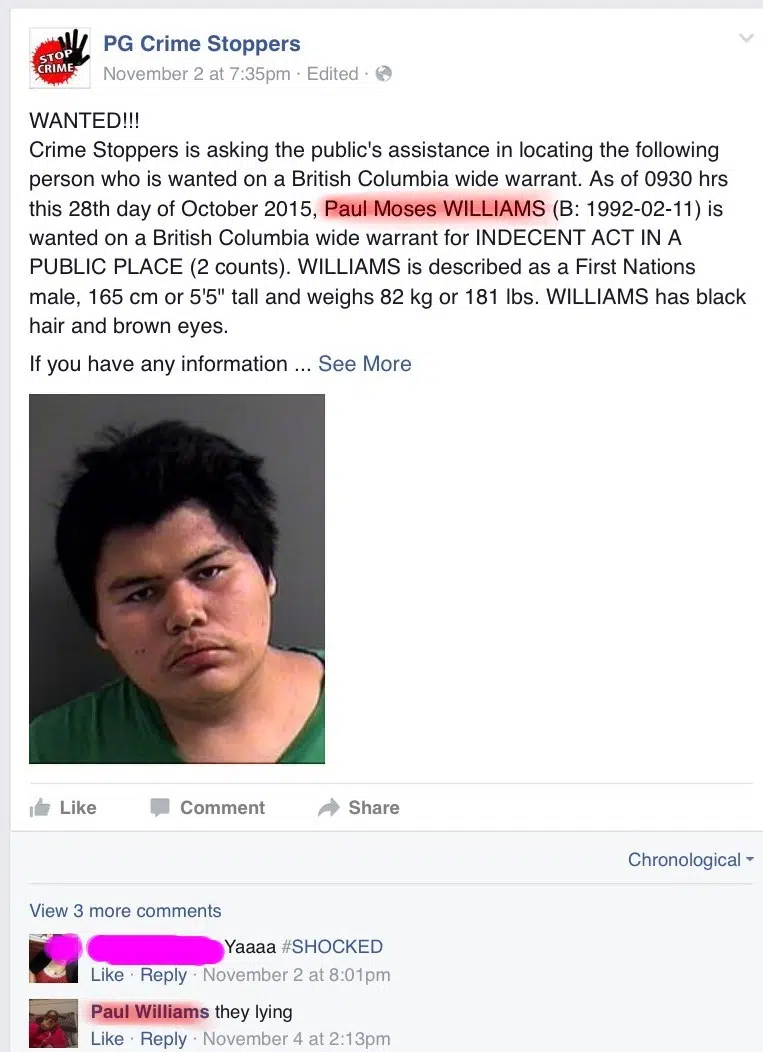 STOP
CRIME
PG Crime Stoppers
November 2 at 7:35pm · Edited ·
WANTED!!!
Crime Stoppers is asking the public's assistance in locating the following
person who is wanted on a British Columbia wide warrant. As of 0930 hrs
this 28th day of October 2015, Paul Moses WILLIAMS (B: 1992-02-11) is
wanted on a British Columbia wide warrant for INDECENT ACT IN A
PUBLIC PLACE (2 counts). WILLIAMS is described as a First Nations
male, 165 cm or 5'5" tall and weighs 82 kg or 181 lbs. WILLIAMS has black
hair and brown eyes.
If you have any information ... See More
Like Comment Share
Chronological
View 3 more comments
Yaaaa #SHOCKED
Like · Reply · November 2 at 8:01pm
Paul Williams they lying
Like · Reply · November 4 at 2:13pm